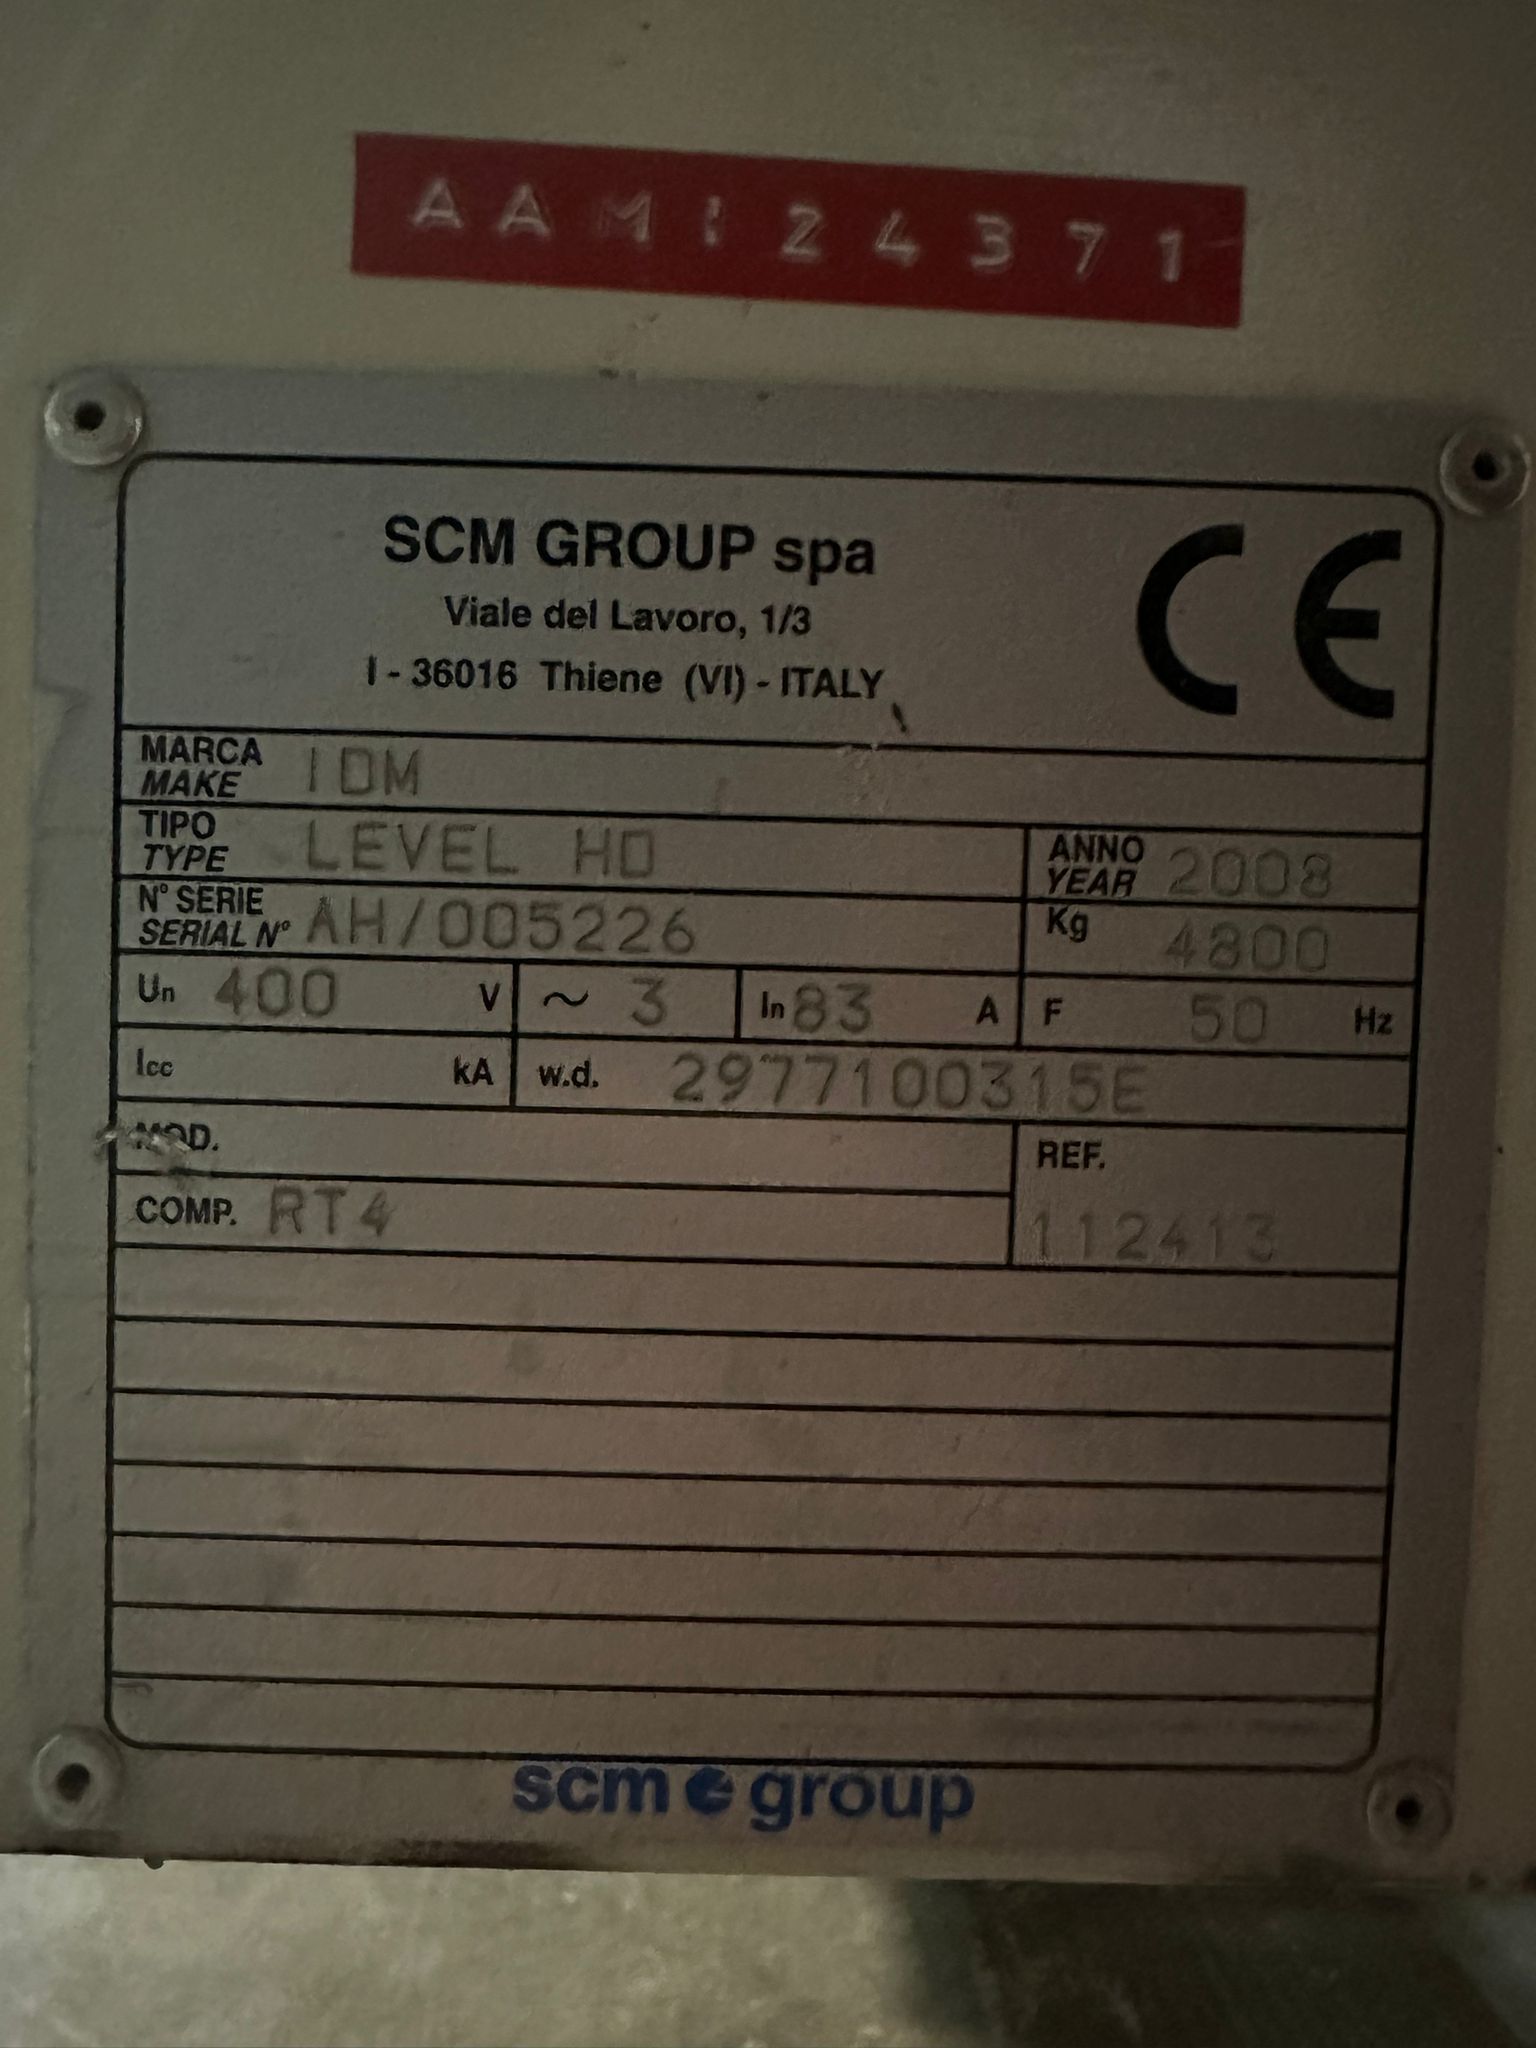 AAM:24371
SCM GROUP spa
Viale del Lavoro, 1/3
I - 36016 Thiene (VI) - ITALY
CE
MARCA
MAKE IDM
TIPO
TYPE LEVEL HD
ANNO
YEAR 2008
N° SERIE
SERIAL N° AH/005226
Kg 4800
Un 400 V ~ 3 In 83 A F 50 Hz
Icc kA w.d.2977100315E
MOD.
REF.
COMP. RT4
112413
scm group